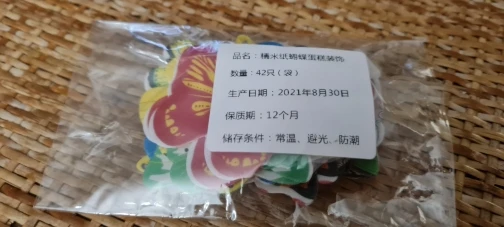 品名：糯米纸蝴蝶蛋糕装饰
数量：42只（袋）
生产日期：2021年8月30日
保质期：12个月
储存条件：常温、避光、防潮